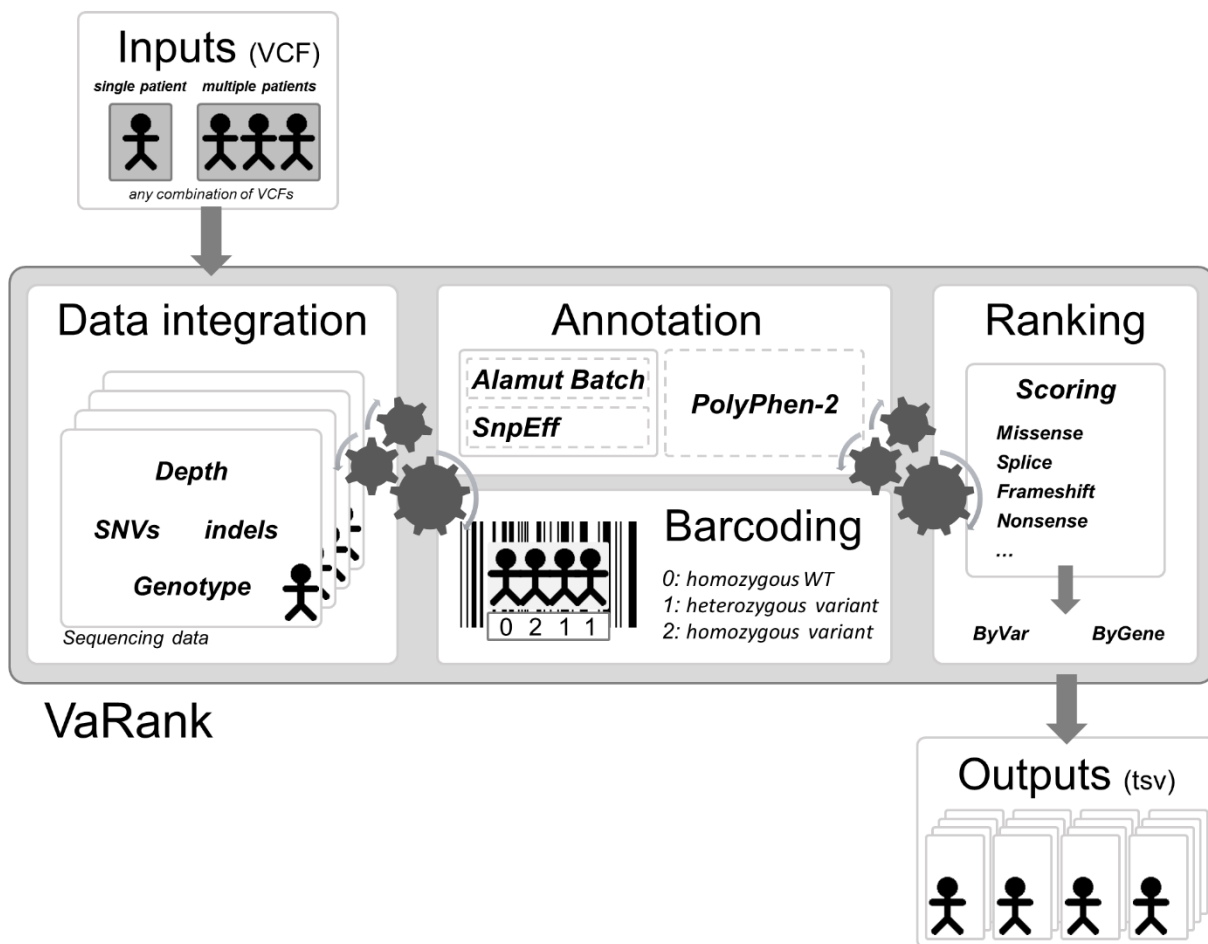 Inputs (VCF)
single patient multiple patients
any combination of VCFs
Data integration
Depth
SNVs indels
Genotype
Sequencing data
Annotation
Alamut Batch
SnpEff
PolyPhen-2
Barcoding
0: homozygous WT
1: heterozygous variant
2: homozygous variant
0 2 1 1
Ranking
Scoring
Missense
Splice
Frameshift
Nonsense
...
ByVar ByGene
VaRank
Outputs (tsv)